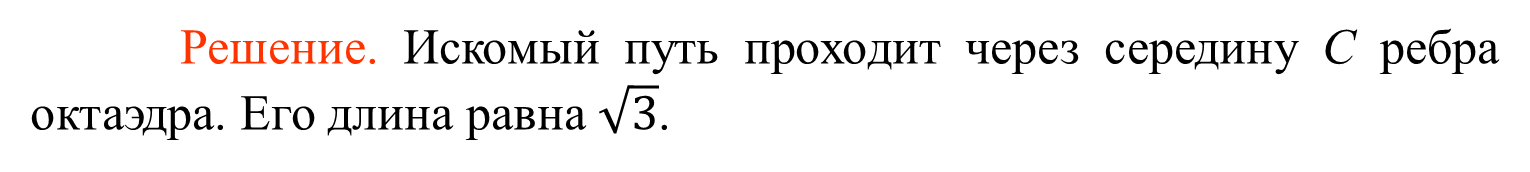 Решение. Искомый путь проходит через середину C ребра
октаэдра. Его длина равна √3.